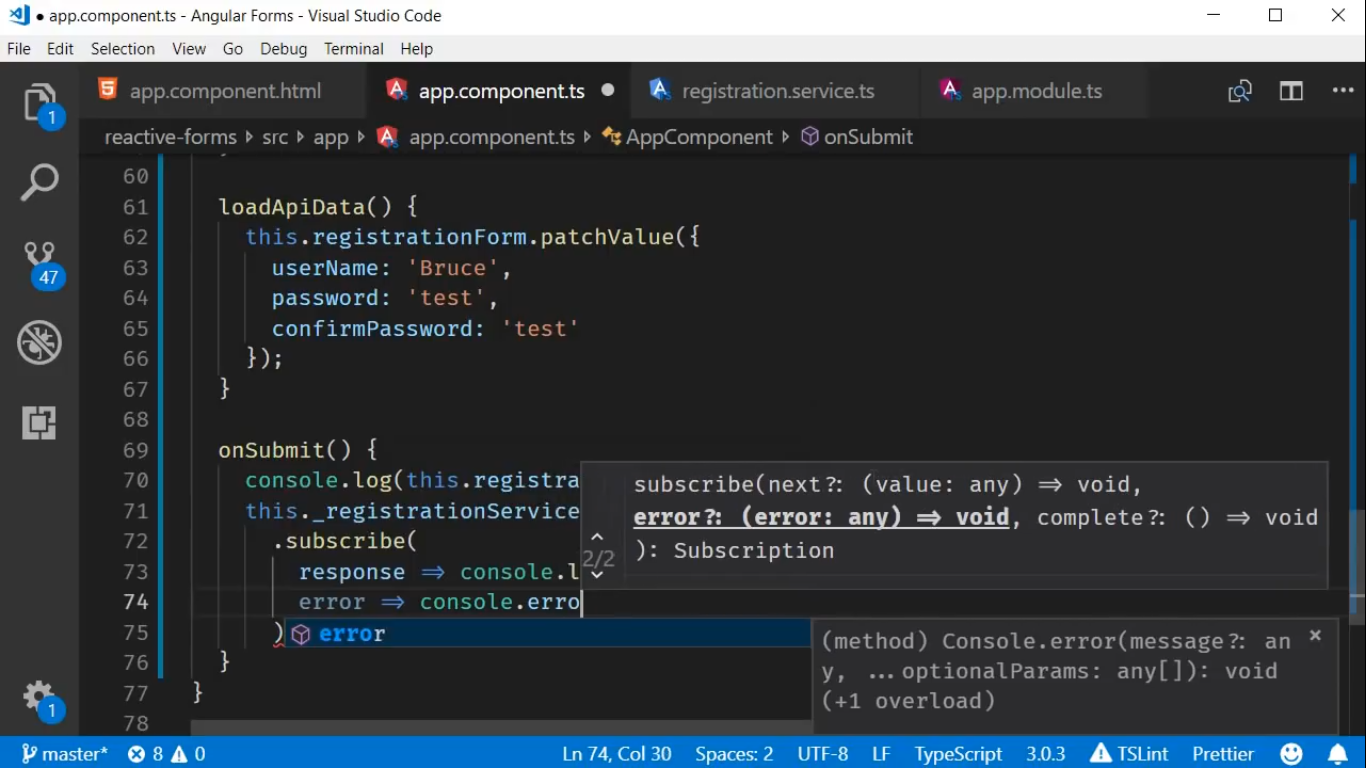 ● app.component.ts - Angular Forms - Visual Studio Code
File Edit Selection View Go Debug Terminal Help
app.component.html app.component.ts ● registration.service.ts app.module.ts
reactive-forms src app app.component.ts AppComponent onSubmit
60
61 loadApiData() {
62 this.registrationForm.patchValue({
63 userName: 'Bruce',
64 password: 'test',
65 confirmPassword: 'test'
66 });
67 }
68
69 onSubmit() {
70 console.log(this.registra
71 this._registrationService
72 .subscribe(
73 response => console.l
74 error => console.erro
75 )
76 }
77 }
78
subscribe(next?: (value: any) => void,
error?: (error: any) => void, complete?: () => void
): Subscription
2/2
error
(method) Console.error(message?: an
y, ...optionalParams: any[]): void
(+1 overload)
1
47
1
master* 8 0 Ln 74, Col 30 Spaces: 2 UTF-8 LF TypeScript 3.0.3 TSLint Prettier